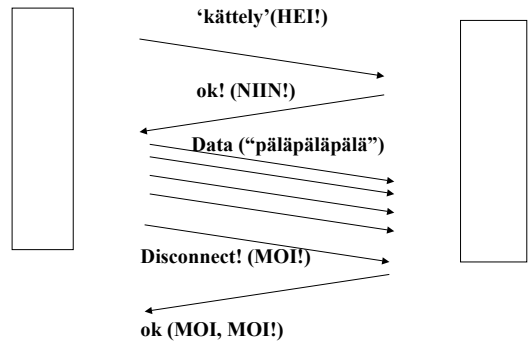 ‘kättely’(HEI!)
ok! (NIIN!)
Data (“päläpäläpälä”)
Disconnect! (MOI!)
ok (MOI, MOI!)